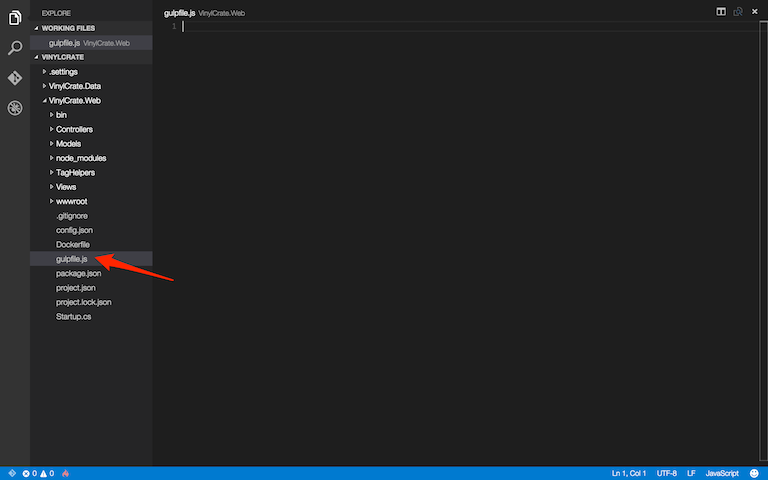 EXPLORE
WORKING FILES
gulpfile.js VinylCrate.Web
VINYLCRATE
.settings
VinylCrate.Data
VinylCrate.Web
bin
Controllers
Models
node_modules
TagHelpers
Views
wwwroot
.gitignore
config.json
Dockerfile
gulpfile.js
package.json
project.json
project.lock.json
Startup.cs
gulpfile.js VinylCrate.Web
1
0 0
Ln 1, Col 1 UTF-8 LF JavaScript